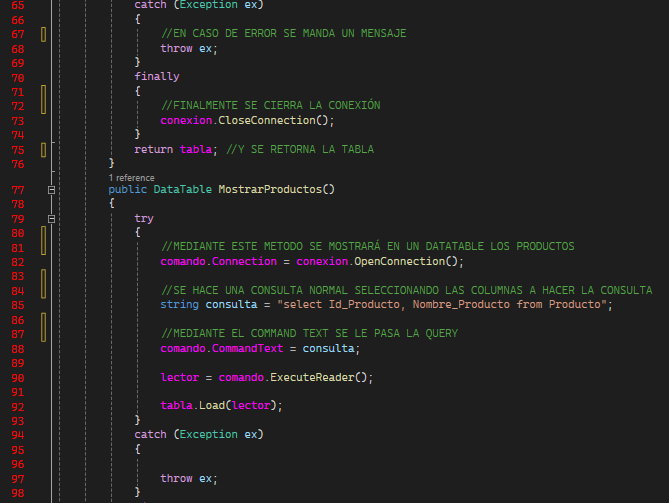 65 catch (Exception ex)
66 {
67 //EN CASO DE ERROR SE MANDA UN MENSAJE
68 throw ex;
69 }
70 finally
71 {
72 //FINALMENTE SE CIERRA LA CONEXIÓN
73 conexion.CloseConnection();
74 }
75 return tabla; //Y SE RETORNA LA TABLA
76 }
1 reference
77 public DataTable MostrarProductos()
78 {
79 try
80 {
81 //MEDIANTE ESTE METODO SE MOSTRARÁ EN UN DATATABLE LOS PRODUCTOS
82 comando.Connection = conexion.OpenConnection();
83
84 //SE HACE UNA CONSULTA NORMAL SELECCIONANDO LAS COLUMNAS A HACER LA CONSULTA
85 string consulta = "select Id_Producto, Nombre_Producto from Producto";
86
87 //MEDIANTE EL COMMAND TEXT SE LE PASA LA QUERY
88 comando.CommandText = consulta;
89
90 lector = comando.ExecuteReader();
91
92 tabla.Load(lector);
93 }
94 catch (Exception ex)
95 {
96
97 throw ex;
98 }